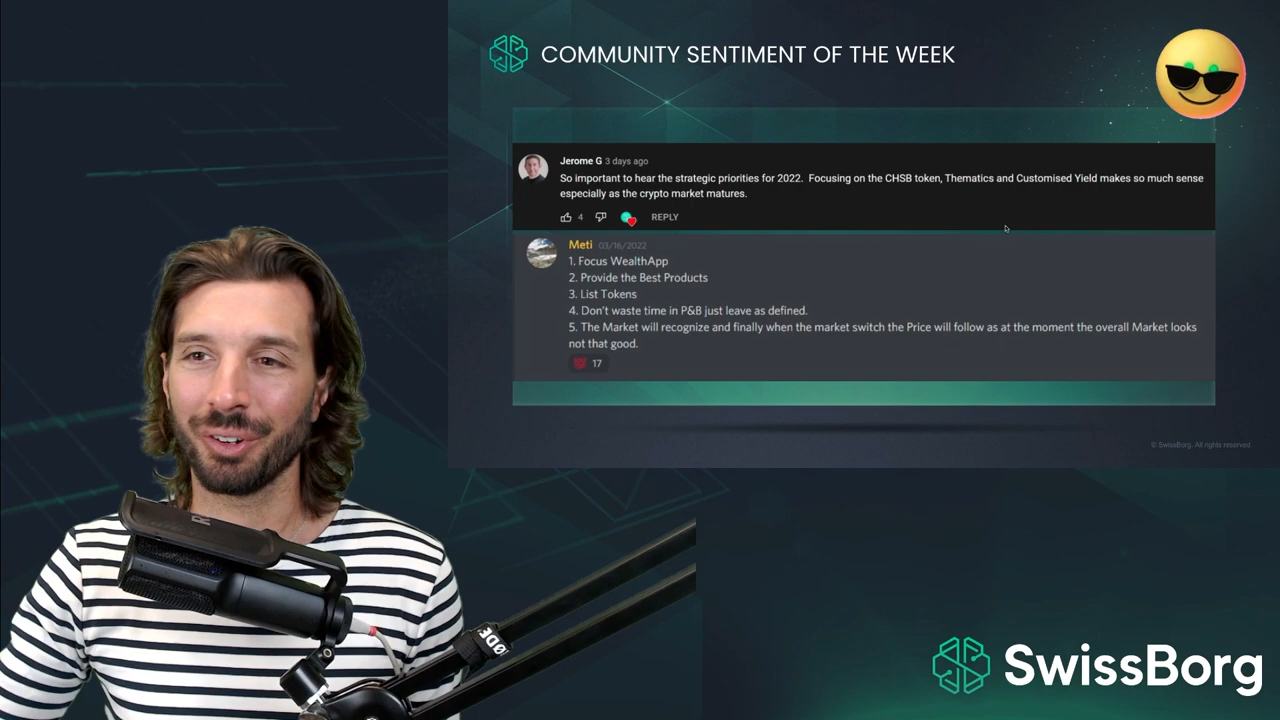 COMMUNITY SENTIMENT OF THE WEEK
Jerome G 3 days ago
So important to hear the strategic priorities for 2022.  Focusing on the CHSB token, Thematics and Customised Yield makes so much sense
especially as the crypto market matures.
4 REPLY
Meti 03/16/2022
1. Focus WealthApp
2. Provide the Best Products
3. List Tokens
4. Don't waste time in P&B just leave as defined.
5. The Market will recognize and finally when the market switch the Price will follow as at the moment the overall Market looks
not that good.
17
© SwissBorg. All rights reserved
R
RØDE
SwissBorg